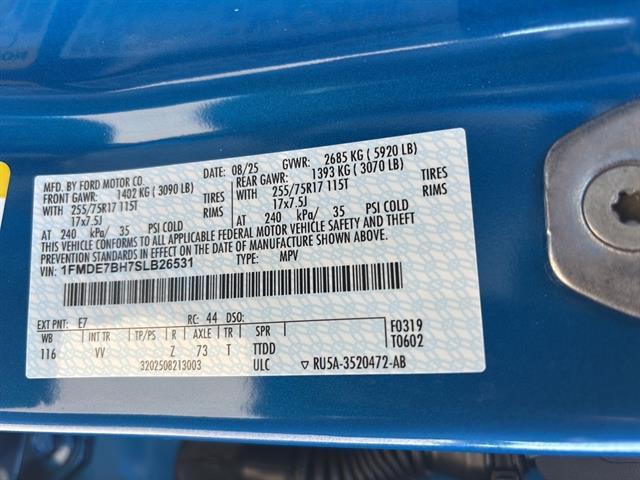 MFD. BY FORD MOTOR CO.
DATE: 08/25 GVWR: 2685 KG ( 5920 LB)
FRONT GAWR: 1402 KG ( 3090 LB) REAR GAWR: 1393 KG ( 3070 LB)
WITH 255/75R17 115T TIRES WITH 255/75R17 115T TIRES
17x7.5J RIMS 17x7.5J RIMS
AT 240 kPa/ 35 PSI COLD AT 240 kPa/ 35 PSI COLD
THIS VEHICLE CONFORMS TO ALL APPLICABLE FEDERAL MOTOR VEHICLE SAFETY AND THEFT
PREVENTION STANDARDS IN EFFECT ON THE DATE OF MANUFACTURE SHOWN ABOVE.
VIN: 1FMDE7BH7SLB26531 TYPE: MPV
EXT PNT: E7 RC: 44 DSO: F0319
WB INT TR TP/PS R AXLE TR SPR T0602
116 VV Z 73 T TTDD
3202508213003 ULC ▽ RU5A-3520472-AB